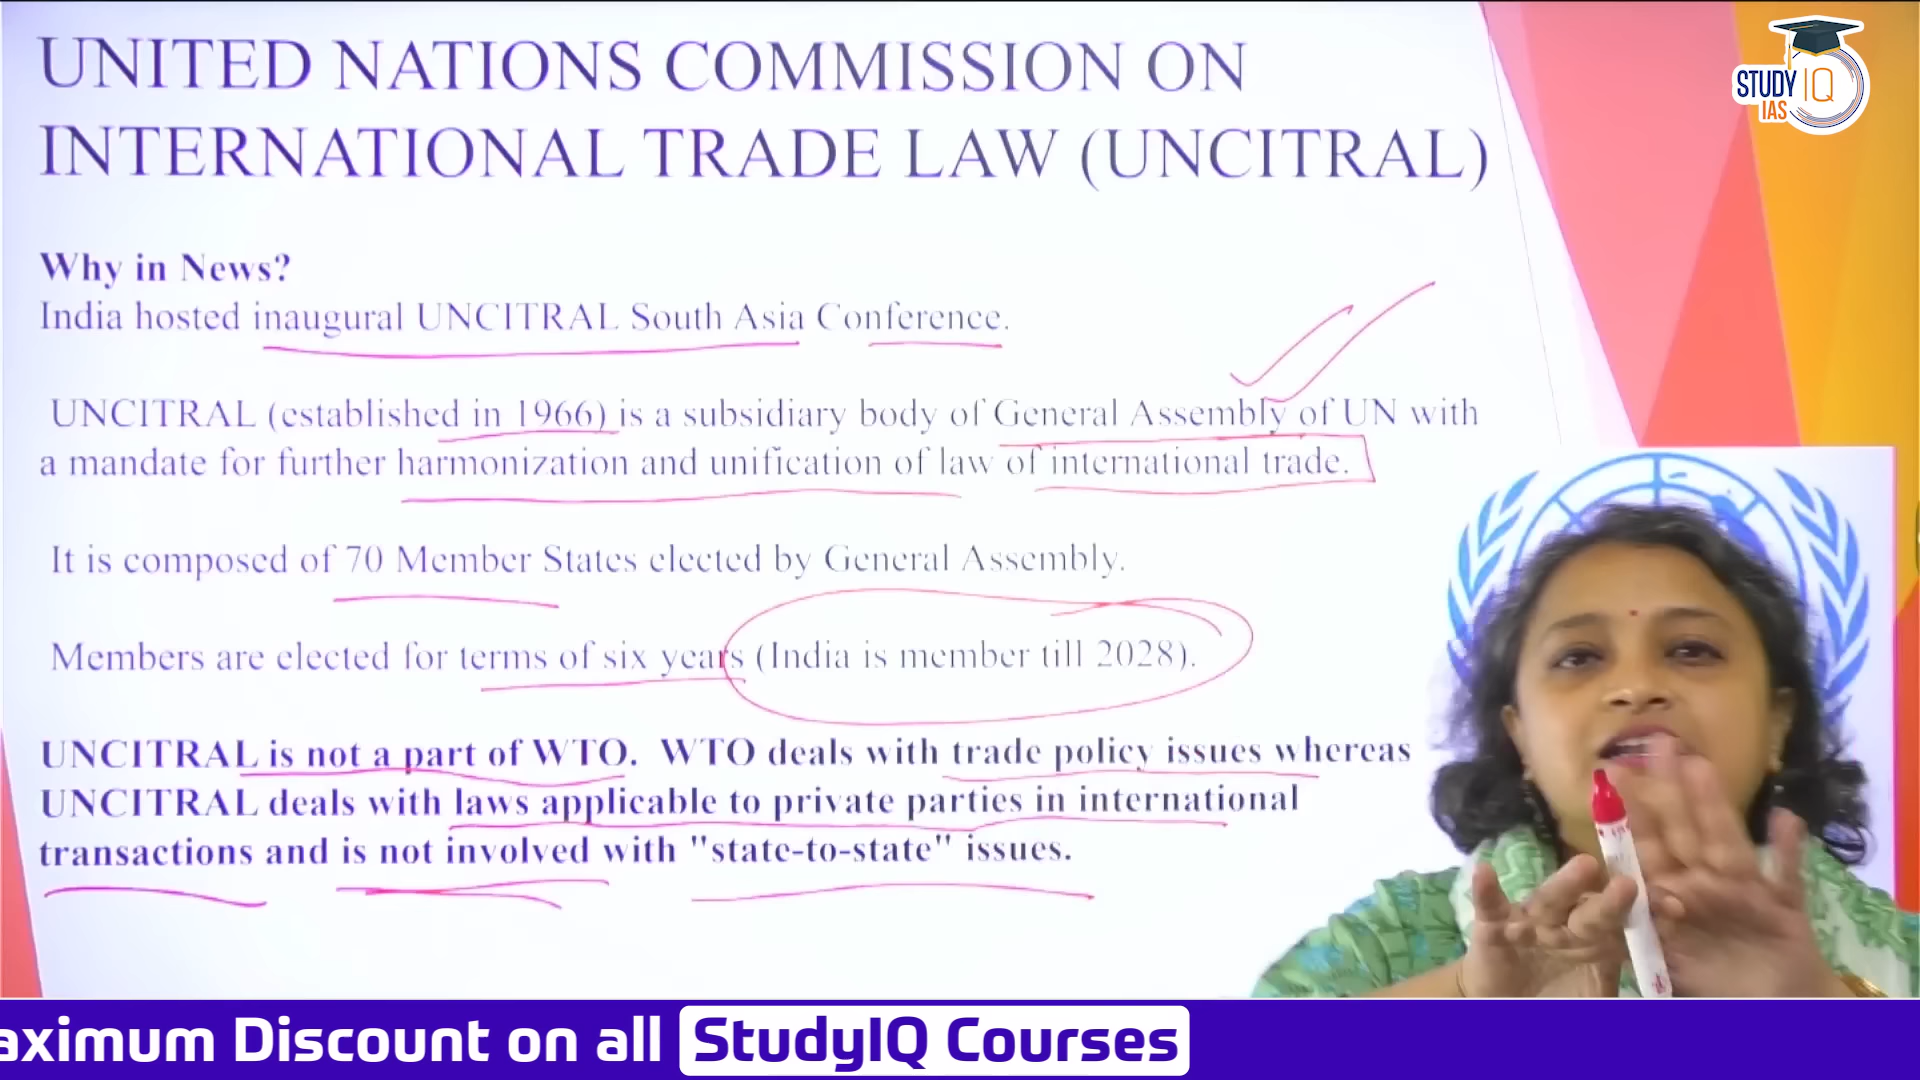 UNITED NATIONS COMMISSION ON
INTERNATIONAL TRADE LAW (UNCITRAL)
STUDY IQ
IAS
Why in News?
India hosted inaugural UNCITRAL South Asia Conference.
UNCITRAL (established in 1966) is a subsidiary body of General Assembly of UN with
a mandate for further harmonization and unification of law of international trade.
It is composed of 70 Member States elected by General Assembly.
Members are elected for terms of six years (India is member till 2028).
UNCITRAL is not a part of WTO. WTO deals with trade policy issues whereas
UNCITRAL deals with laws applicable to private parties in international
transactions and is not involved with "state-to-state" issues.
aximum Discount on all StudyIQ Courses